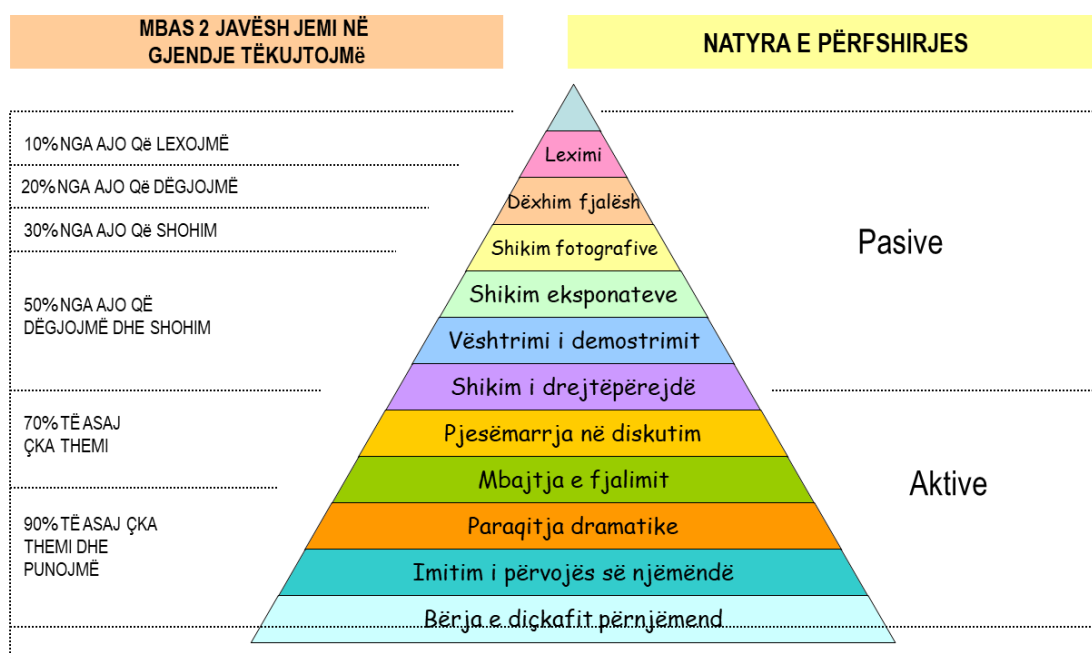 MBAS 2 JAVËSH JEMI NË
GJENDJE TËKUJTOJMë
NATYRA E PËRFSHIRJES
10% NGA AJO Që LEXOJMË
20% NGA AJO Që DËGJOJMË
30% NGA AJO Që SHOHIM
50% NGA AJO QË
DËGJOJMË DHE SHOHIM
70% TË ASAJ
ÇKA THEMI
90% TË ASAJ ÇKA
THEMI DHE
PUNOJMË
Leximi
Dëxhim fjalësh
Shikim fotografive
Shikim eksponateve
Vështrimi i demostrimit
Shikim i drejtëpërejdë
Pjesëmarrja në diskutim
Mbajtja e fjalimit
Paraqitja dramatike
Imitim i përvojës së njëmëndë
Bërja e diçkafit përnjëmend
Pasive
Aktive